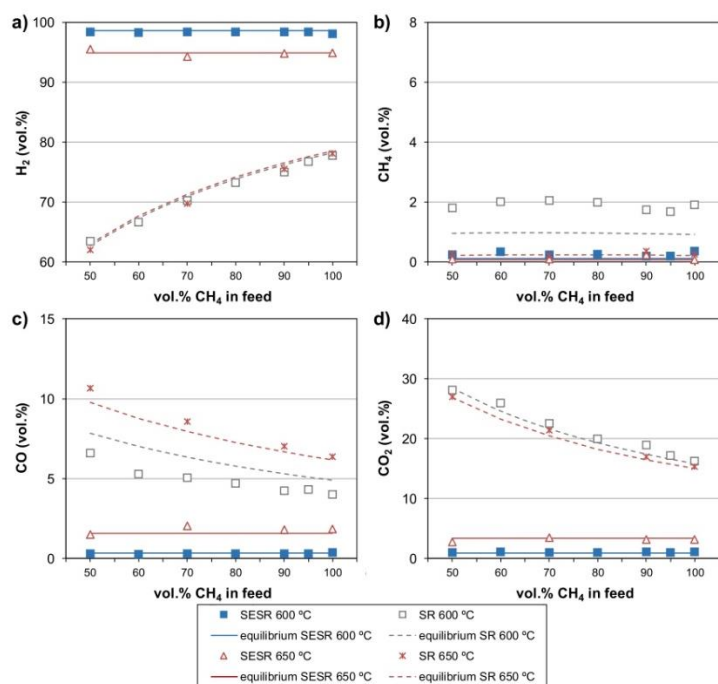 a)
100
90
80
70
60
H2 (vol.%)
50 60 70 80 90 100
vol.% CH4 in feed
b)
8
6
4
2
0
CH4 (vol.%)
50 60 70 80 90 100
vol.% CH4 in feed
c)
15
10
5
0
CO (vol.%)
50 60 70 80 90 100
vol.% CH4 in feed
d)
40
30
20
10
0
CO2 (vol.%)
50 60 70 80 90 100
vol.% CH4 in feed
SESR 600 ºC SR 600 ºC
equilibrium SESR 600 ºC equilibrium SR 600 ºC
SESR 650 ºC SR 650 ºC
equilibrium SESR 650 ºC equilibrium SR 650 ºC